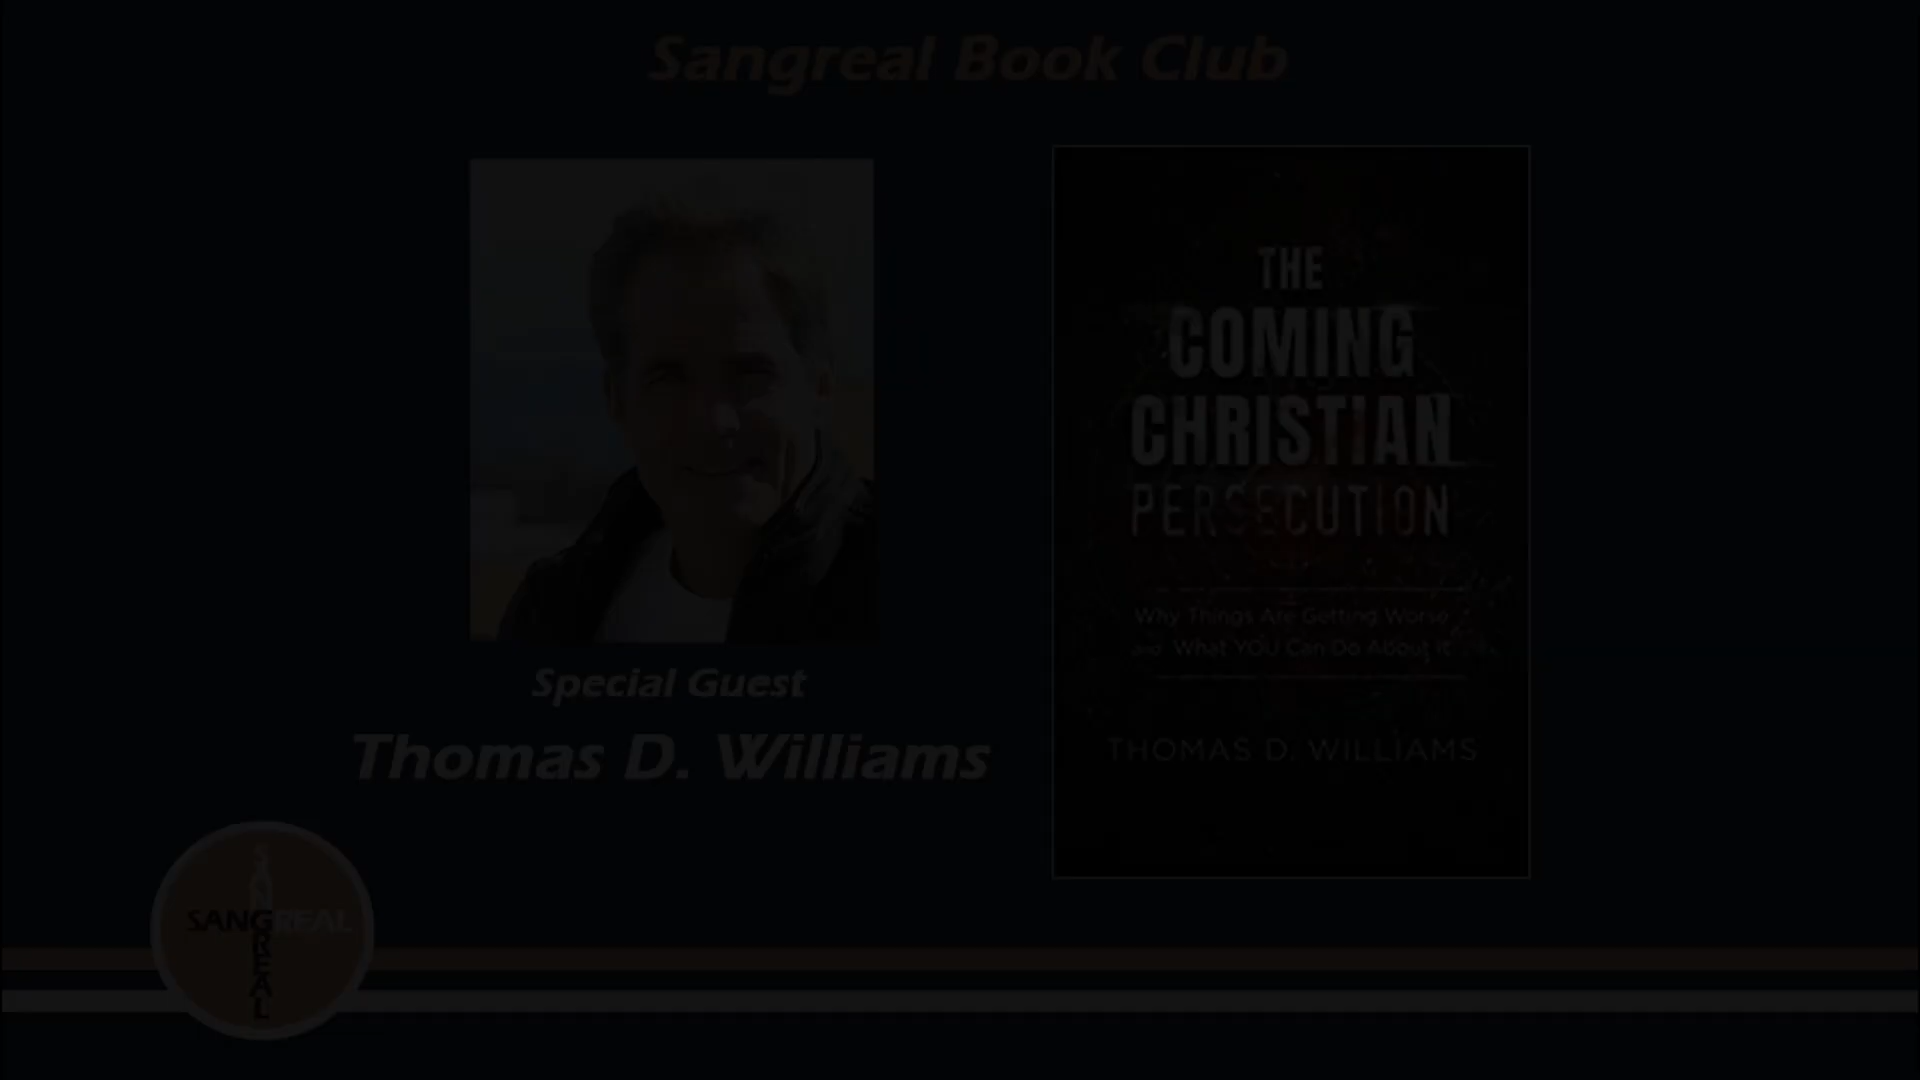 Sangreal Book Club
THE
COMING
CHRISTIAN
PERSECUTION
Why Things Are Getting Worse
and What YOU Can Do About It
THOMAS D. WILLIAMS
Special Guest
Thomas D. Williams
SANGREAL
SANGREAL